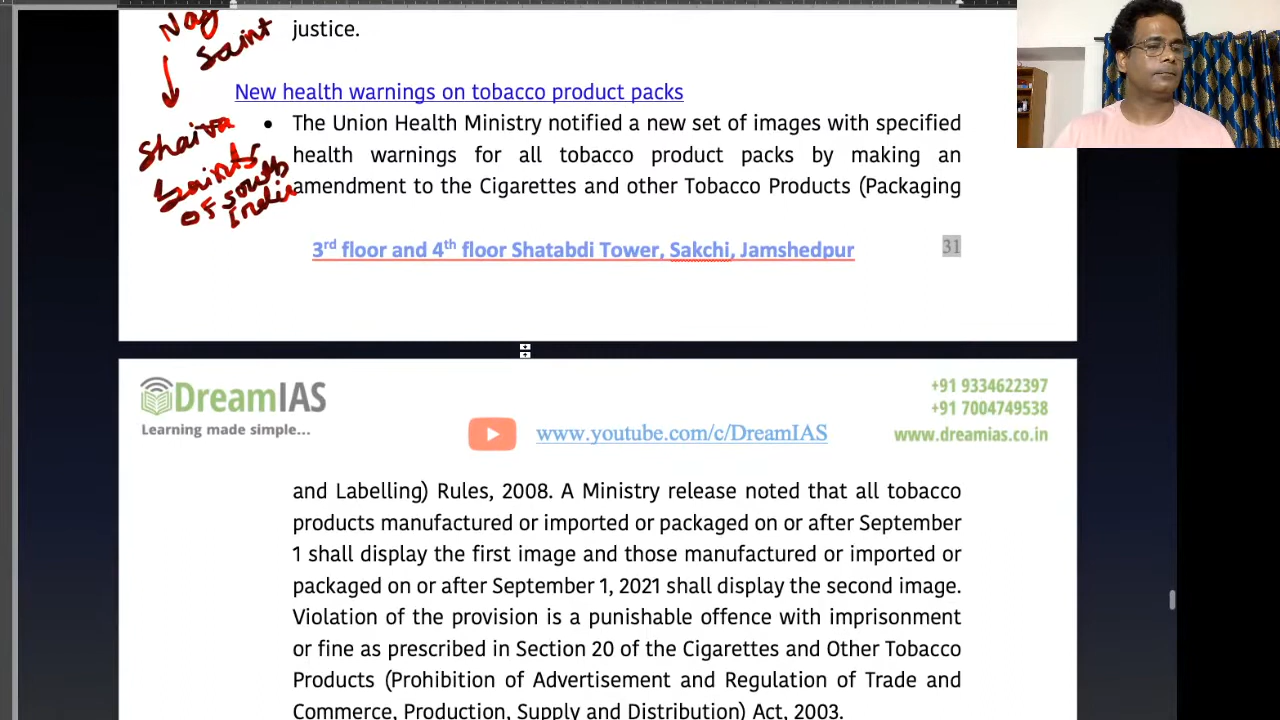 Nay
Saint
Shaiva
Saints
of south
India
justice.
New health warnings on tobacco product packs
• The Union Health Ministry notified a new set of images with specified
health warnings for all tobacco product packs by making an
amendment to the Cigarettes and other Tobacco Products (Packaging
3rd floor and 4th floor Shatabdi Tower, Sakchi, Jamshedpur
31
DreamIAS
Learning made simple...
www.youtube.com/c/DreamIAS
+91 9334622397
+91 7004749538
www.dreamias.co.in
and Labelling) Rules, 2008. A Ministry release noted that all tobacco
products manufactured or imported or packaged on or after September
1 shall display the first image and those manufactured or imported or
packaged on or after September 1, 2021 shall display the second image.
Violation of the provision is a punishable offence with imprisonment
or fine as prescribed in Section 20 of the Cigarettes and Other Tobacco
Products (Prohibition of Advertisement and Regulation of Trade and
Commerce, Production, Supply and Distribution) Act, 2003.